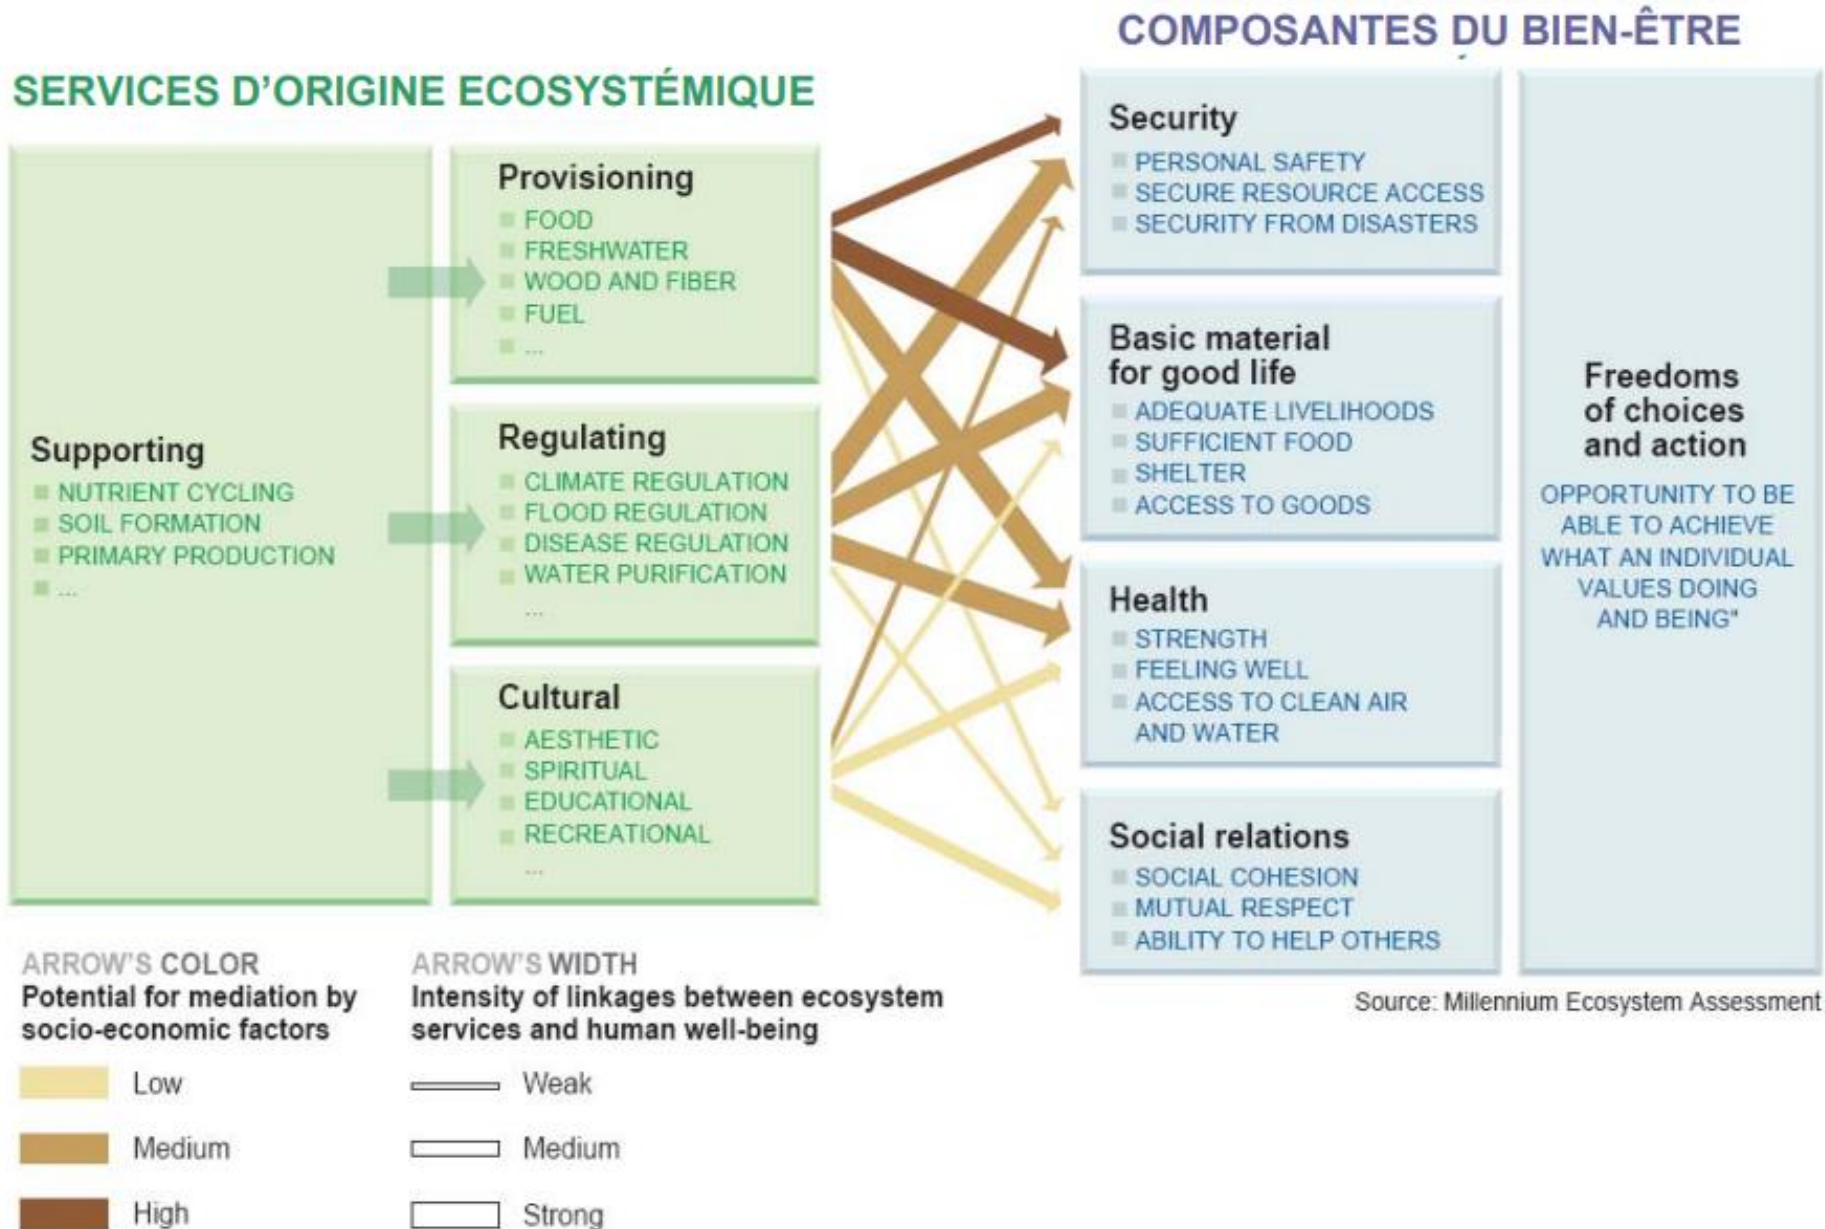 COMPOSANTES DU BIEN-ÊTRE
SERVICES D'ORIGINE ECOSYSTÉMIQUE
Supporting
NUTRIENT CYCLING
SOIL FORMATION
PRIMARY PRODUCTION
...
Provisioning
FOOD
FRESHWATER
WOOD AND FIBER
FUEL
...
Regulating
CLIMATE REGULATION
FLOOD REGULATION
DISEASE REGULATION
WATER PURIFICATION
...
Cultural
AESTHETIC
SPIRITUAL
EDUCATIONAL
RECREATIONAL
...
Security
PERSONAL SAFETY
SECURE RESOURCE ACCESS
SECURITY FROM DISASTERS
Basic material
for good life
ADEQUATE LIVELIHOODS
SUFFICIENT FOOD
SHELTER
ACCESS TO GOODS
Health
STRENGTH
FEELING WELL
ACCESS TO CLEAN AIR
AND WATER
Social relations
SOCIAL COHESION
MUTUAL RESPECT
ABILITY TO HELP OTHERS
Freedoms
of choices
and action
OPPORTUNITY TO BE
ABLE TO ACHIEVE
WHAT AN INDIVIDUAL
VALUES DOING
AND BEING"
Source: Millennium Ecosystem Assessment
ARROW'S COLOR
Potential for mediation by
socio-economic factors
Low
Medium
High
ARROW'S WIDTH
Intensity of linkages between ecosystem
services and human well-being
Weak
Medium
Strong